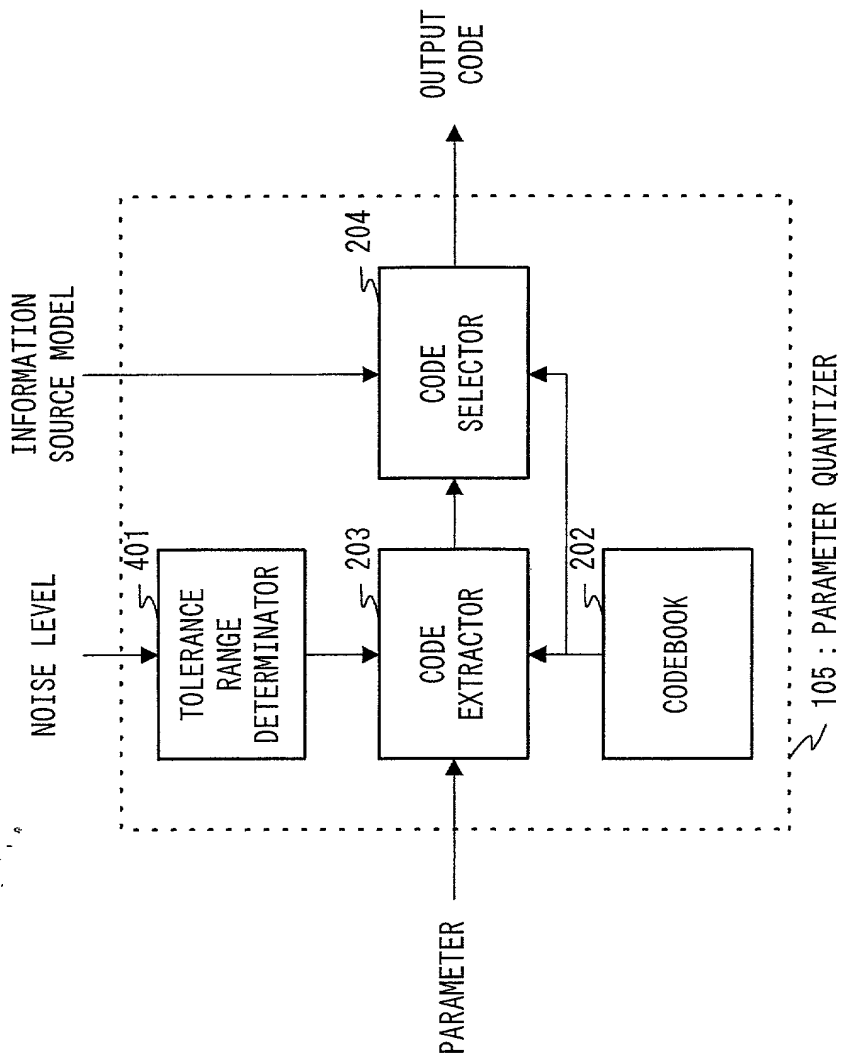 NOISE LEVEL
INFORMATION
SOURCE MODEL
401
TOLERANCE
RANGE
DETERMINATOR
PARAMETER
203
CODE
EXTRACTOR
204
CODE
SELECTOR
OUTPUT
CODE
202
CODEBOOK
105 : PARAMETER QUANTIZER